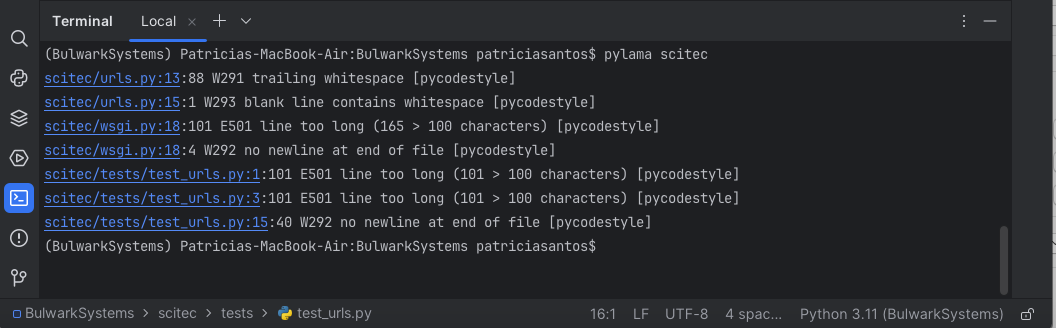 Terminal Local
(BulwarkSystems) Patricias-MacBook-Air:BulwarkSystems patriciasantos$ pylama scitec
scitec/urls.py:13:88 W291 trailing whitespace [pycodestyle]
scitec/urls.py:15:1 W293 blank line contains whitespace [pycodestyle]
scitec/wsgi.py:18:101 E501 line too long (165 > 100 characters) [pycodestyle]
scitec/wsgi.py:18:4 W292 no newline at end of file [pycodestyle]
scitec/tests/test_urls.py:1:101 E501 line too long (101 > 100 characters) [pycodestyle]
scitec/tests/test_urls.py:3:101 E501 line too long (101 > 100 characters) [pycodestyle]
scitec/tests/test_urls.py:15:40 W292 no newline at end of file [pycodestyle]
(BulwarkSystems) Patricias-MacBook-Air:BulwarkSystems patriciasantos$
BulwarkSystems > scitec > tests > test_urls.py 16:1 LF UTF-8 4 spac... Python 3.11 (BulwarkSystems)